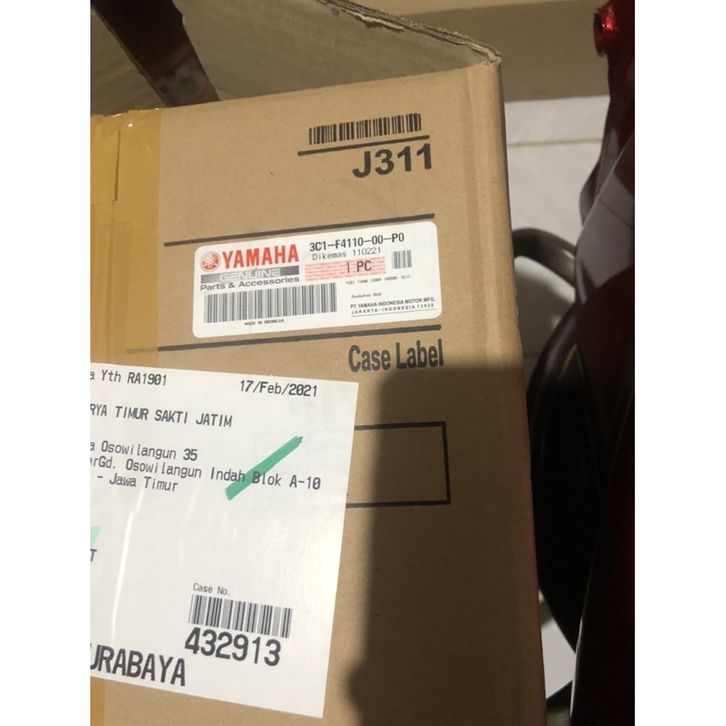 J311
YAMAHA
GENUINE
Parts & Accessories
MADE IN INDONESIA
3C1-F4110-00-P0
Dikemas 110221
1 PC
PT. YAMAHA INDONESIA MOTOR MFG.
JAKARTA-INDONESIA 13920
Case Label
a Yth RA1901
17/Feb/2021
RYA TIMUR SAKTI JATIM
a Osowilangun 35
rGd. Osowilangun Indah Blok A-10
- Jawa Timur
T
Case No.
432913
URABAYA